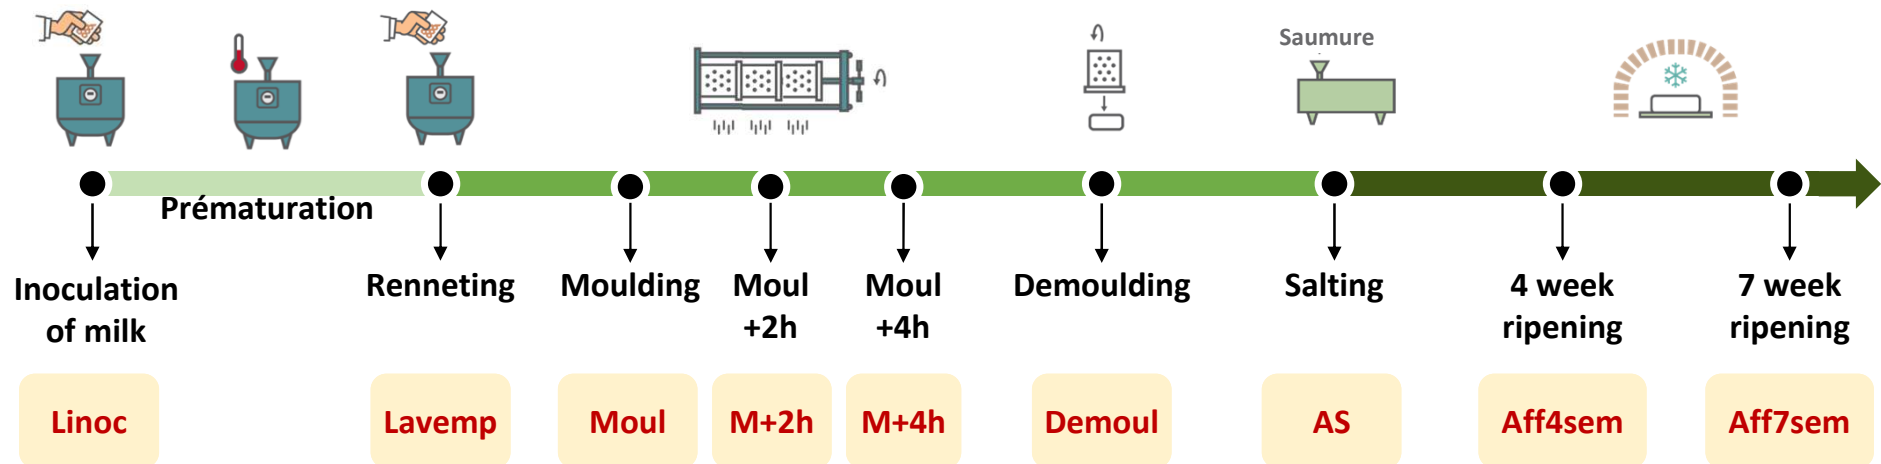 Saumure
Prématuration
Inoculation
of milk
Renneting
Moulding
Moul
+2h
Moul
+4h
Demoulding
Salting
4 week
ripening
7 week
ripening
Linoc
Lavemp
Moul
M+2h
M+4h
Demoul
AS
Aff4sem
Aff7sem